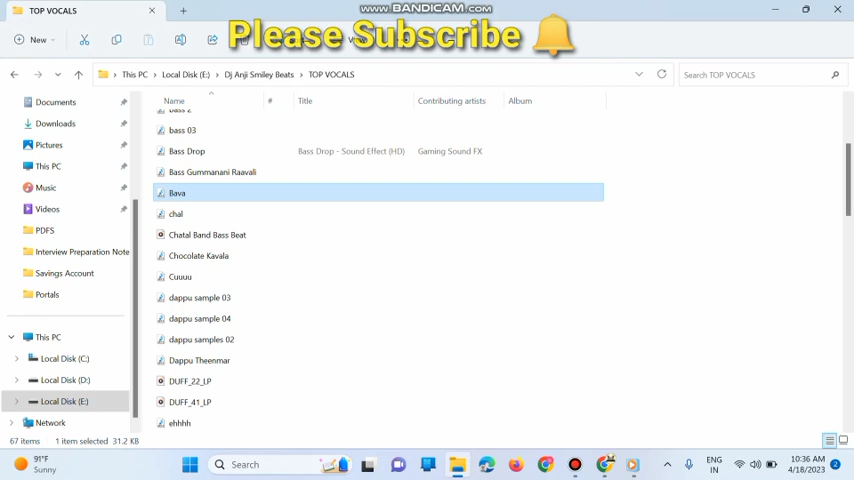 WWW.BANDICAM.COM
TOP VOCALS
Please Subscribe
New
This PC > Local Disk (E:) > Dj Anji Smiley Beats > TOP VOCALS
Search TOP VOCALS
Name # Title Contributing artists Album
Documents
Downloads
Pictures
This PC
Music
Videos
PDFS
Interview Preparation Note
Savings Account
Portals
This PC
Local Disk (C:)
Local Disk (D:)
Local Disk (E:)
Network
bass 2
bass 03
Bass Drop Bass Drop - Sound Effect (HD) Gaming Sound FX
Bass Gummanani Raavali
Bava
chal
Chatal Band Bass Beat
Chocolate Kavala
Cuuuu
dappu sample 03
dappu sample 04
dappu samples 02
Dappu Theenmar
DUFF_22_LP
DUFF_41_LP
ehhhh
67 items 1 item selected 31.2 KB
91°F
Sunny
Search
ENG
IN
10:36 AM
4/18/2023
2